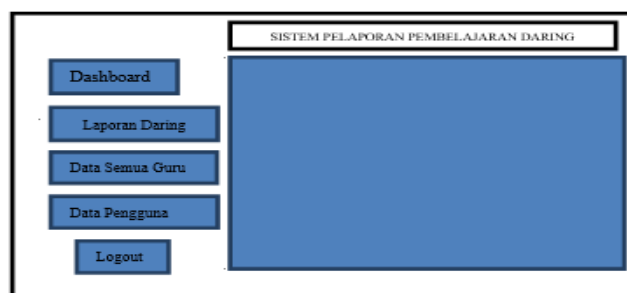 SISTEM PELAPORAN PEMBELAJARAN DARING
Dashboard
Laporan Daring
Data Semua Guru
Data Pengguna
Logout